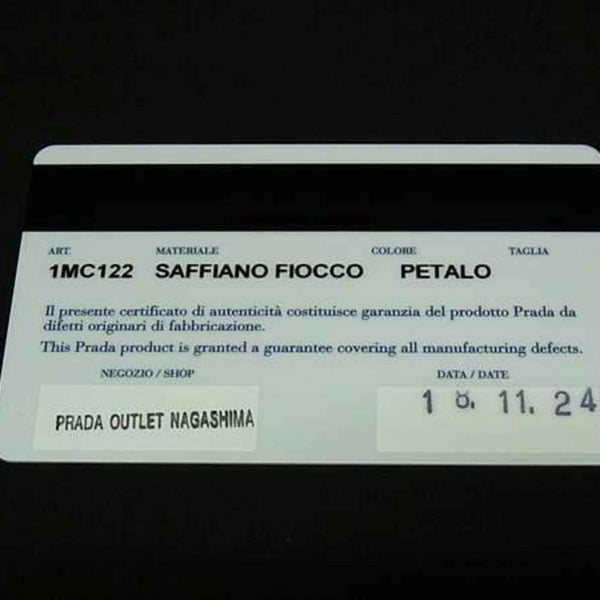 ART. MATERIALE COLORE TAGLIA
1MC122 SAFFIANO FIOCCO PETALO
Il presente certificato di autenticità costituisce garanzia del prodotto Prada da
difetti originari di fabbricazione.
This Prada product is granted a guarantee covering all manufacturing defects.
NEGOZIO / SHOP DATA / DATE
PRADA OUTLET NAGASHIMA 11. 24